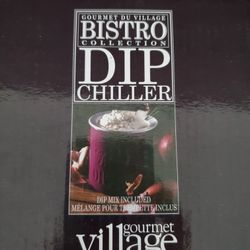 GOURMET DU VILLAGE
BISTRO
COLLECTION
DIP
CHILLER
DIP MIX INCLUDED
MÉLANGE POUR TREMPETTE INCLUS
gourmet
village